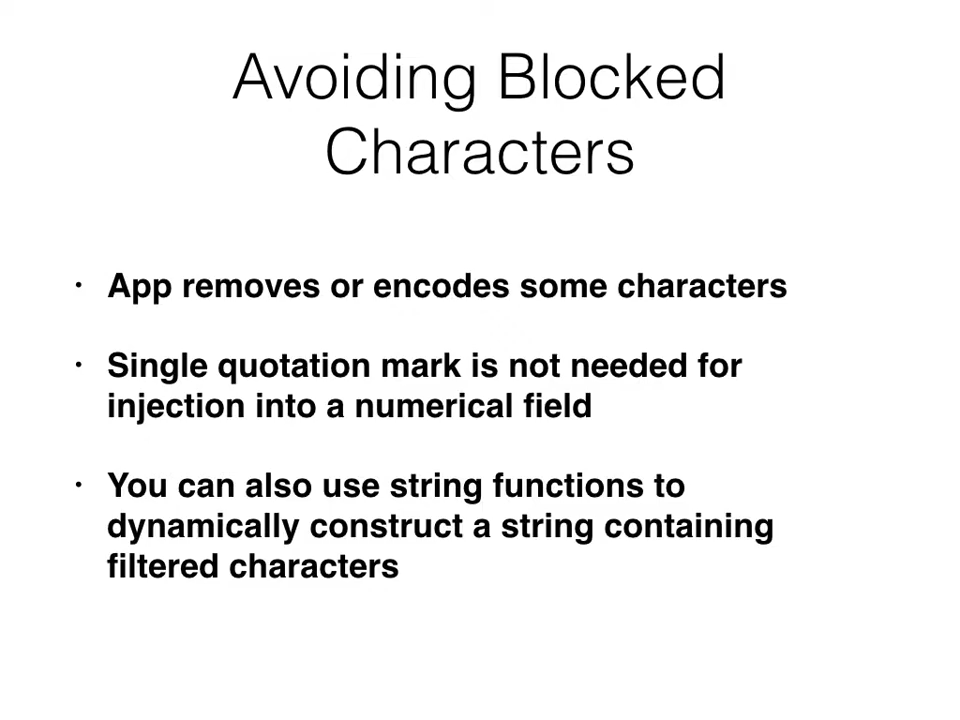 Avoiding Blocked
Characters
• App removes or encodes some characters
• Single quotation mark is not needed for
injection into a numerical field
• You can also use string functions to
dynamically construct a string containing
filtered characters